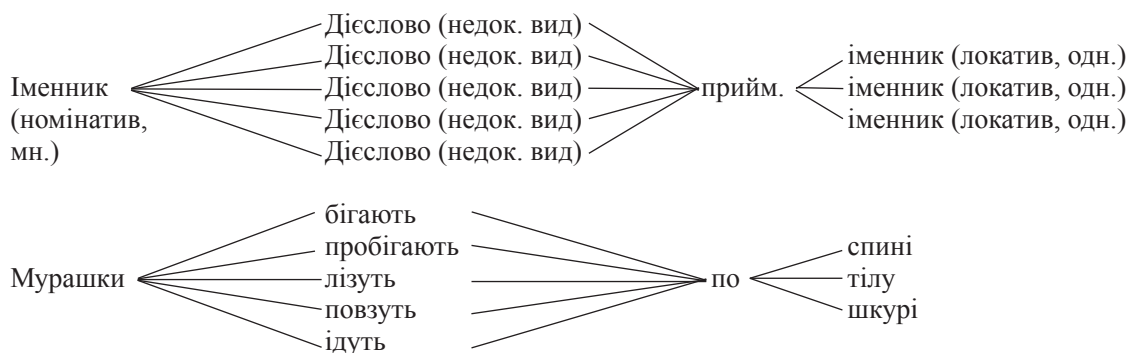 Дієслово (недок. вид)
Дієслово (недок. вид) іменник (локатив, одн.)
Іменник Дієслово (недок. вид) прийм. іменник (локатив, одн.)
(номінатив, Дієслово (недок. вид) іменник (локатив, одн.)
мн.) Дієслово (недок. вид)
бігають
пробігають спині
Мурашки лізуть по тілу
повзуть шкурі
ідуть